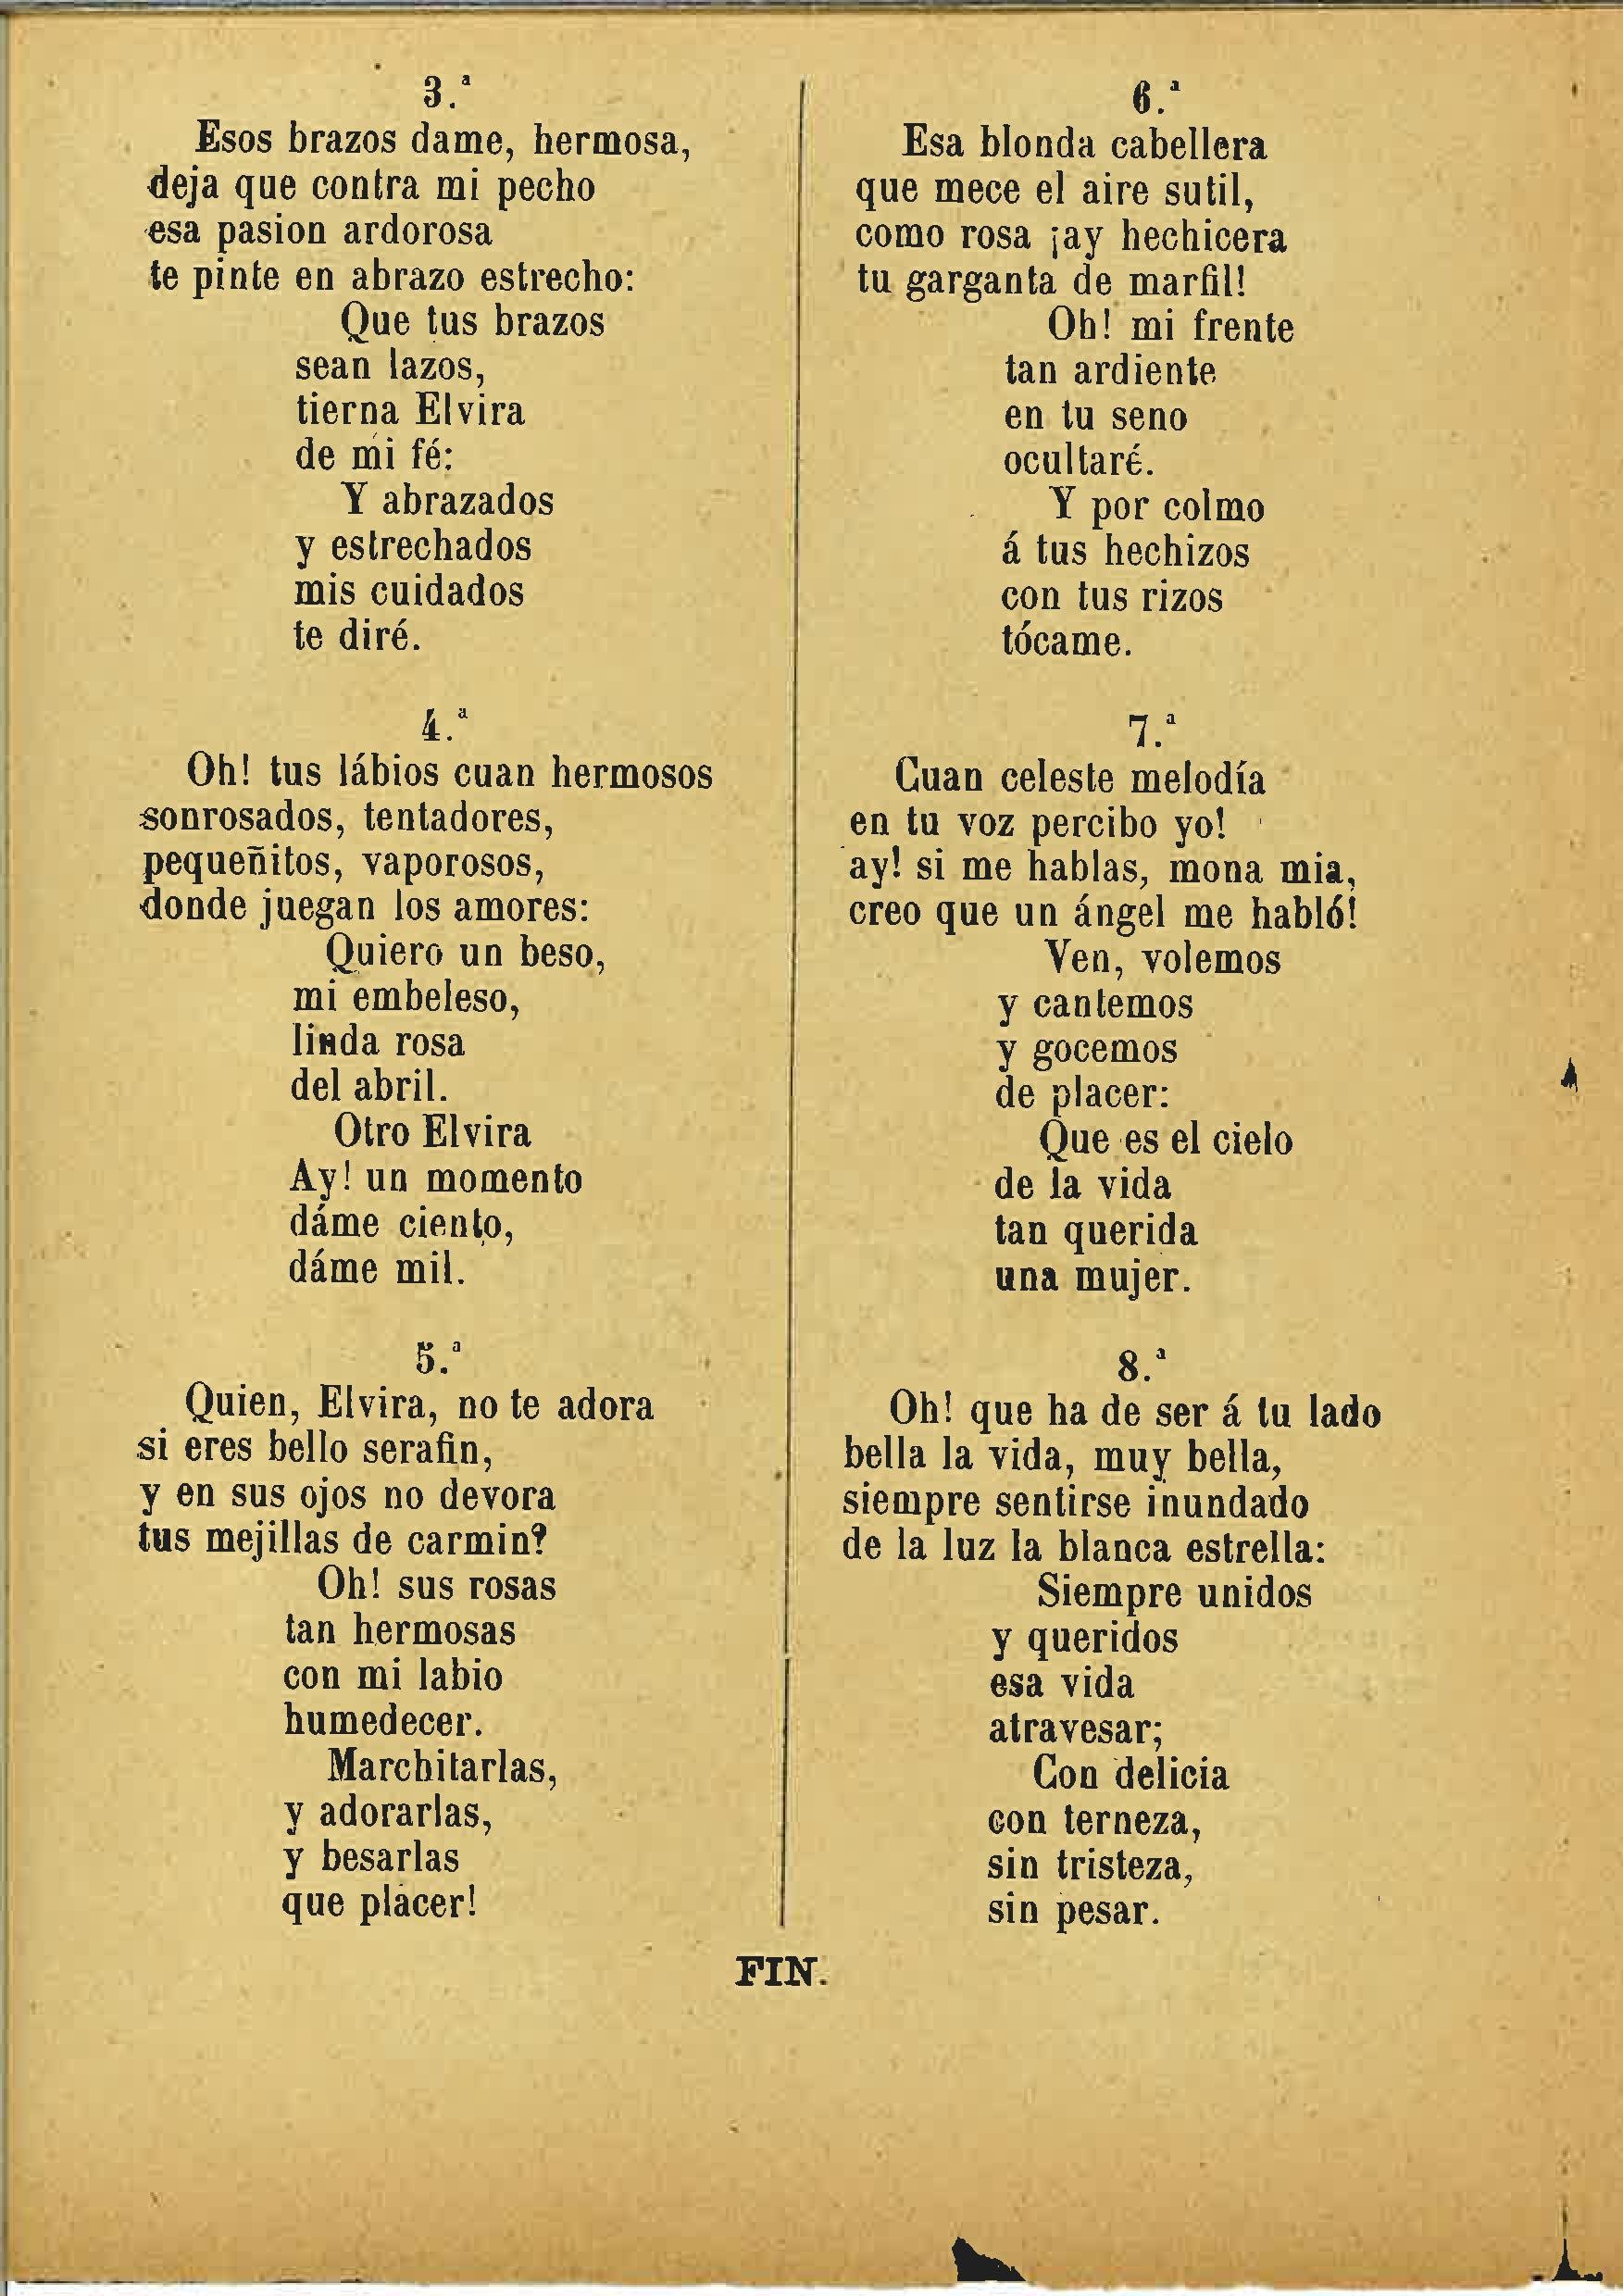 3.ª
Esos brazos dame, hermosa,
deja que contra mi pecho
esa pasion ardorosa
te pinte en abrazo estrecho:
Que tus brazos
sean lazos,
tierna Elvira
de mi fé:
Y abrazados
y estrechados
mis cuidados
te diré.
4.ª
Oh! tus lábios cuan hermosos
sonrosados, tentadores,
pequeñitos, vaporosos,
donde juegan los amores:
Quiero un beso,
mi embeleso,
linda rosa
del abril.
Otro Elvira
Ay! un momento
dáme ciento,
dáme mil.
5.ª
Quien, Elvira, no te adora
si eres bello serafin,
y en sus ojos no devora
tus mejillas de carmin?
Oh! sus rosas
tan hermosas
con mi labio
humedecer.
Marchitarlas,
y adorarlas,
y besarlas
que placer!
6.ª
Esa blonda cabellera
que mece el aire sutil,
como rosa ¡ay hechicera
tu garganta de marfil!
Oh! mi frente
tan ardiente
en tu seno
ocultaré.
Y por colmo
á tus hechizos
con tus rizos
tócame.
7.ª
Cuan celeste melodía
en tu voz percibo yo!
ay! si me hablas, mona mia,
creo que un ángel me habló!
Ven, volemos
y cantemos
y gocemos
de placer:
Que es el cielo
de la vida
tan querida
una mujer.
8.ª
Oh! que ha de ser á tu lado
bella la vida, muy bella,
siempre sentirse inundado
de la luz la blanca estrella:
Siempre unidos
y queridos
esa vida
atravesar;
Con delicia
con terneza,
sin tristeza,
sin pesar.
FIN.